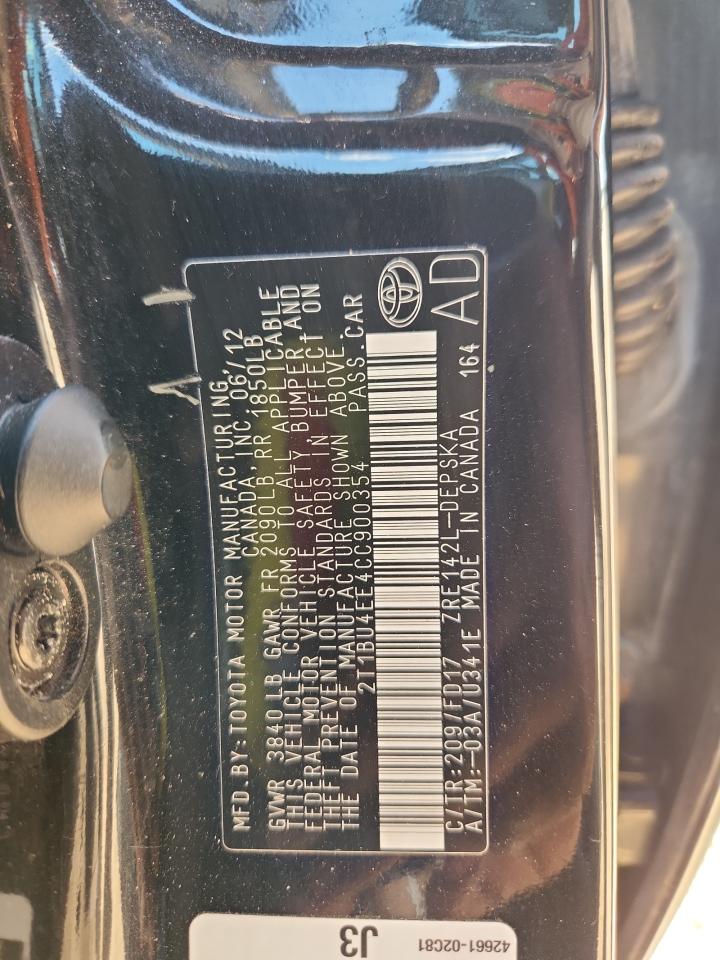 MFD.BY:TOYOTA MOTOR MANUFACTURING,
CANADA, INC. 06/12
GVWR 3840LB GAWR FR 2090LB, RR 1850LB
THIS VEHICLE CONFORMS TO ALL APPLICABLE
FEDERAL MOTOR VEHICLE SAFETY, BUMPER, AND
THEFT PREVENTION STANDARDS IN EFFECT ON
THE DATE OF MANUFACTURE SHOWN ABOVE.
2T1BU4EE4CC900354 PASS.CAR
C/TR:209/FD17 ZRE142L-DEPSKA
A/TM:-03A/U341E MADE IN CANADA 164
AD
J3
42661-02C81